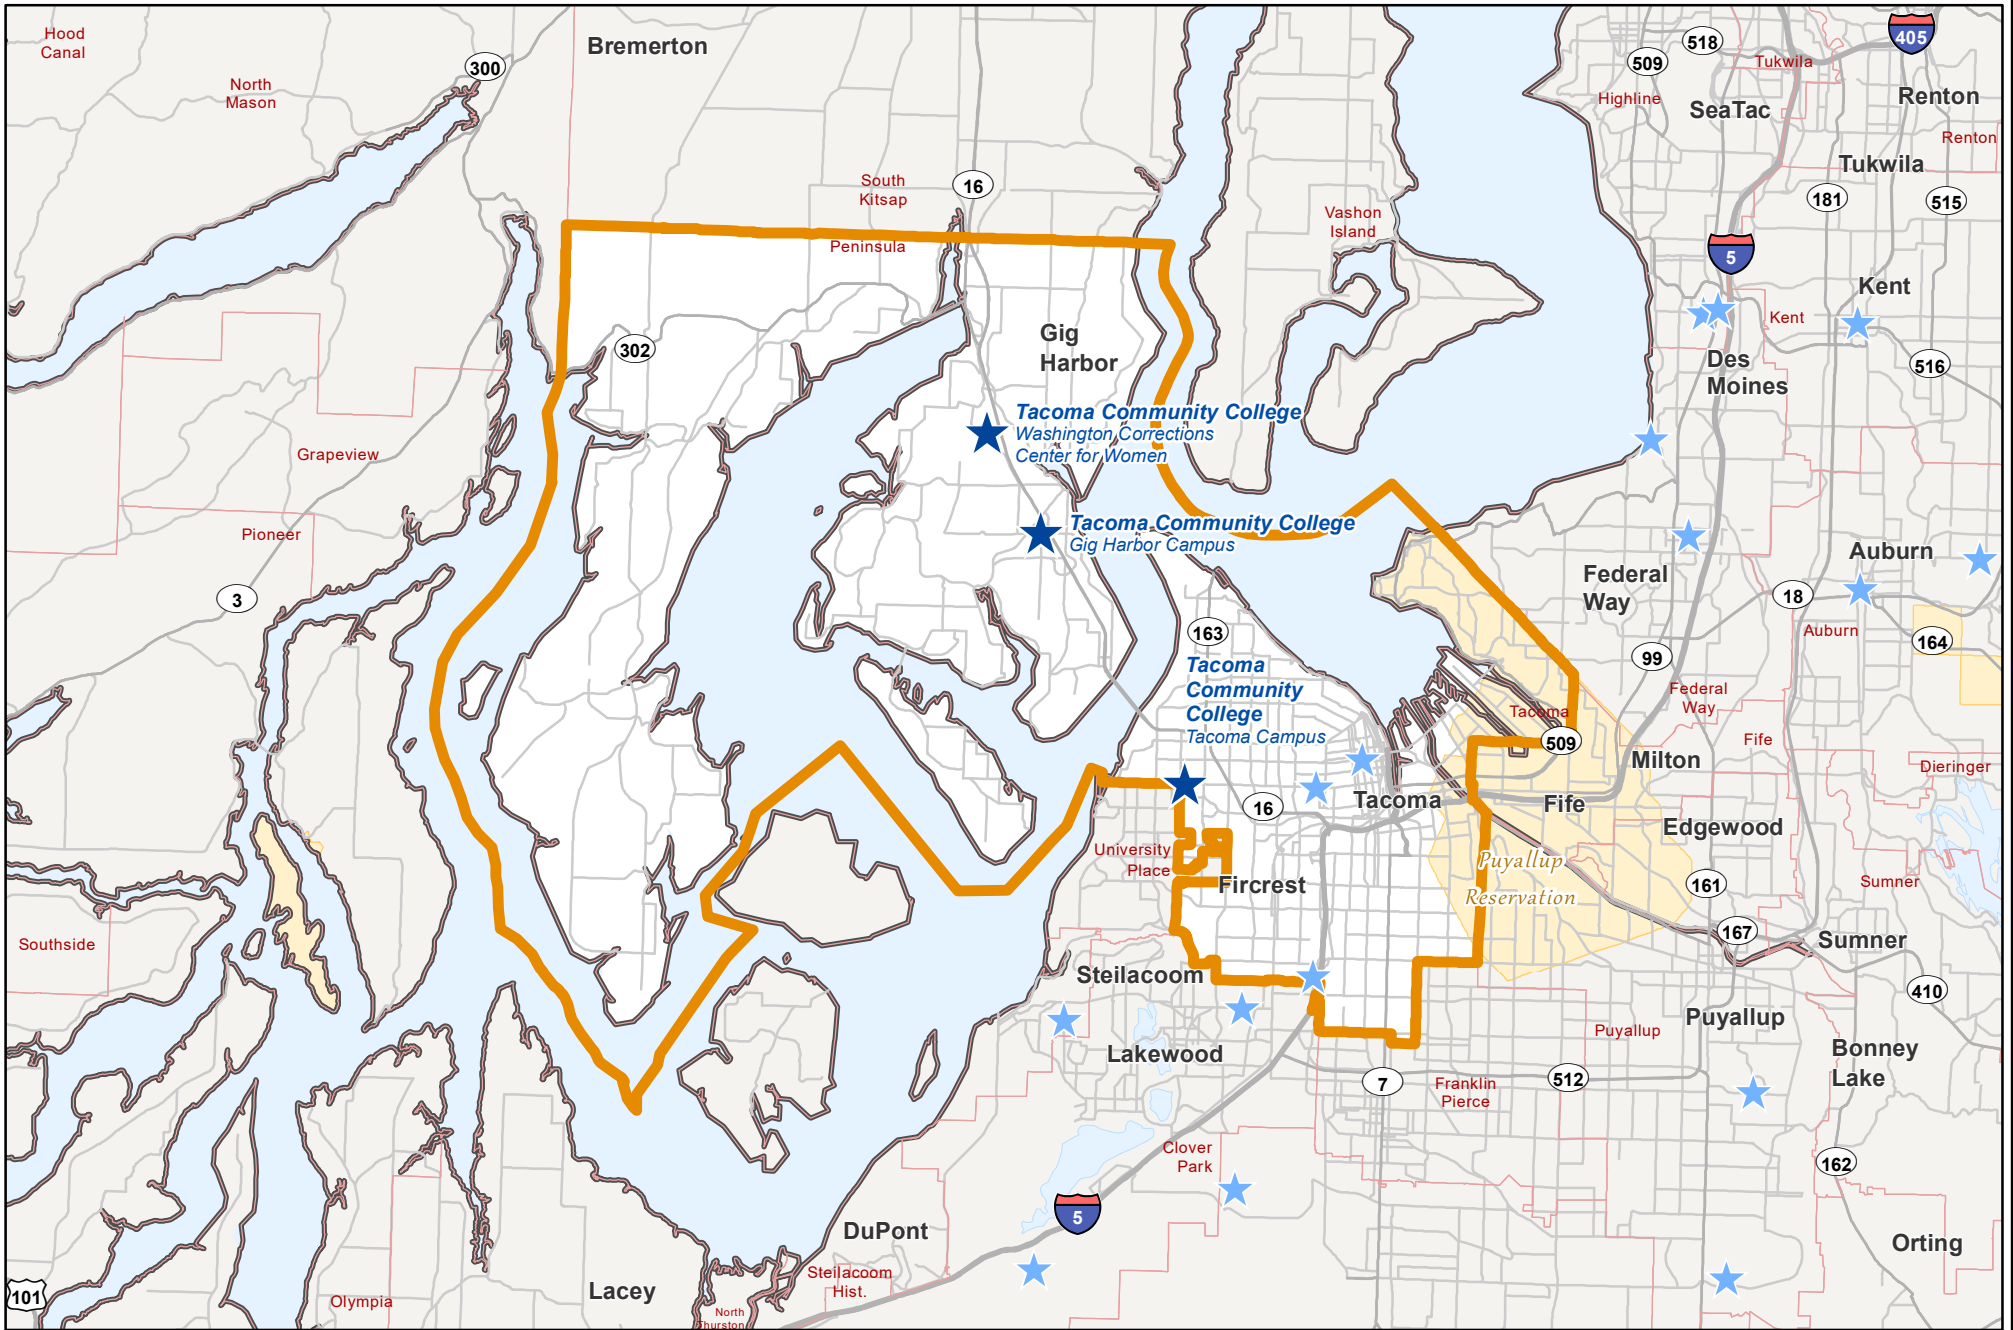 Hood
Canal
300
Bremerton
518
405
509
Tukwila
North
Mason
Highline
SeaTac
Renton
Renton
Tukwila
South
Kitsap
16
181
515
Vashon
Island
Peninsula
5
Kent
Kent
302
Gig
Harbor
Des
Moines
516
Tacoma Community College
Washington Corrections
Center for Women
Grapeview
Pioneer
Tacoma Community College
Gig Harbor Campus
Auburn
Federal
Way
3
18
163
Auburn
164
99
Tacoma
Community
College
Tacoma Campus
Federal
Way
Tacoma
509
Fife
Milton
Dieringer
16
Tacoma
Fife
Edgewood
University
Place
Puyallup
Reservation
Fircrest
161
Sumner
Southside
167
Sumner
Steilacoom
410
Puyallup
Puyallup
Lakewood
Bonney
Lake
7
Franklin
Pierce
512
Clover
Park
162
5
DuPont
Orting
Steilacoom
Hist.
Lacey
101
Olympia
North
Thurston